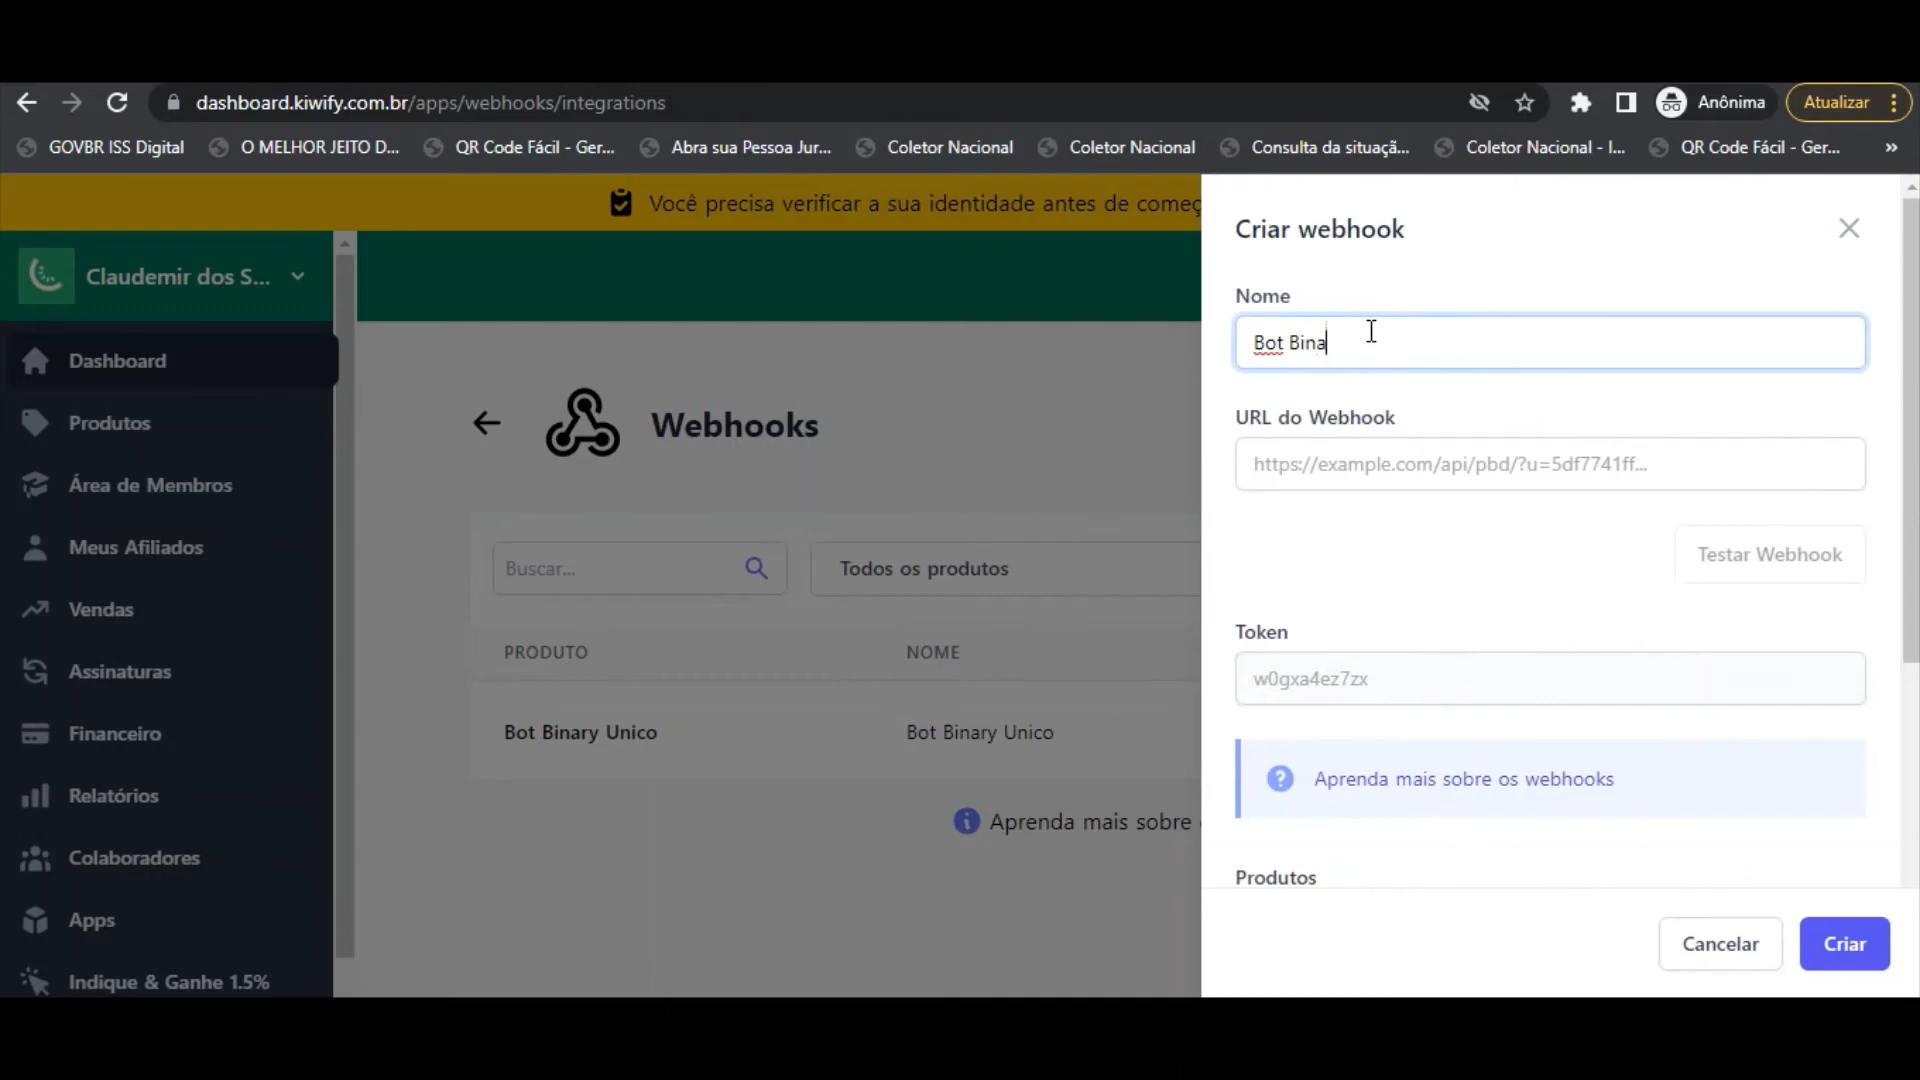 dashboard.kiwify.com.br/apps/webhooks/integrations
Anônima
Atualizar
GOVBR ISS Digital
O MELHOR JEITO D...
QR Code Fácil - Ger...
Abra sua Pessoa Jur...
Coletor Nacional
Coletor Nacional
Consulta da situaçã...
Coletor Nacional - I...
QR Code Fácil - Ger...
»
Você precisa verificar a sua identidade antes de começ
Claudemir dos S...
Dashboard
Produtos
Área de Membros
Meus Afiliados
Vendas
Assinaturas
Financeiro
Relatórios
Colaboradores
Apps
Indique & Ganhe 1.5%
Webhooks
Buscar...
Todos os produtos
PRODUTO
NOME
Bot Binary Unico
Bot Binary Unico
Aprenda mais sobre
Criar webhook
Nome
Bot Bina
URL do Webhook
https://example.com/api/pbd/?u=5df7741ff...
Testar Webhook
Token
w0gxa4ez7zx
Aprenda mais sobre os webhooks
Produtos
Cancelar
Criar